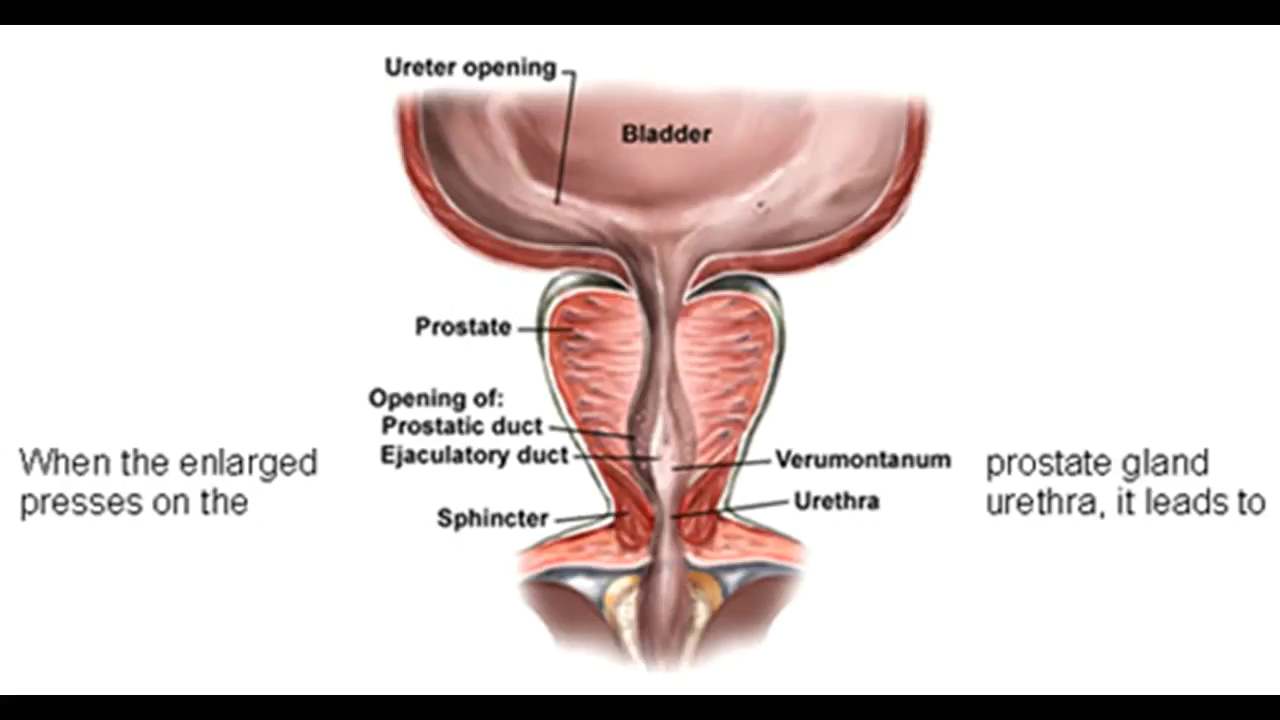 Ureter opening
Bladder
Prostate
Opening of:
Prostatic duct
Ejaculatory duct
Verumontanum
Urethra
Sphincter
When the enlarged prostate gland
presses on the urethra, it leads to